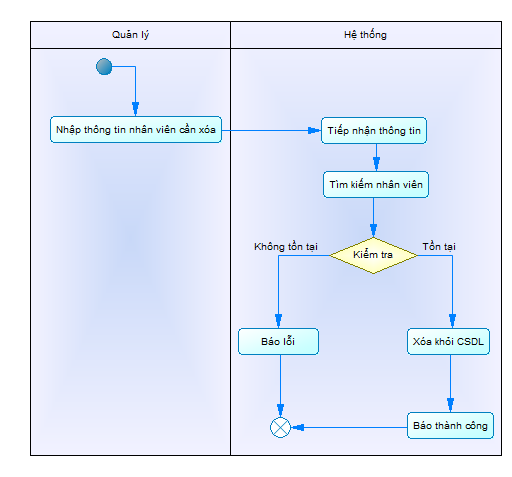 Quản lý
Hệ thống
Nhập thông tin nhân viên cần xóa
Tiếp nhận thông tin
Tìm kiếm nhân viên
Không tồn tại
Kiểm tra
Tồn tại
Báo lỗi
Xóa khỏi CSDL
Báo thành công